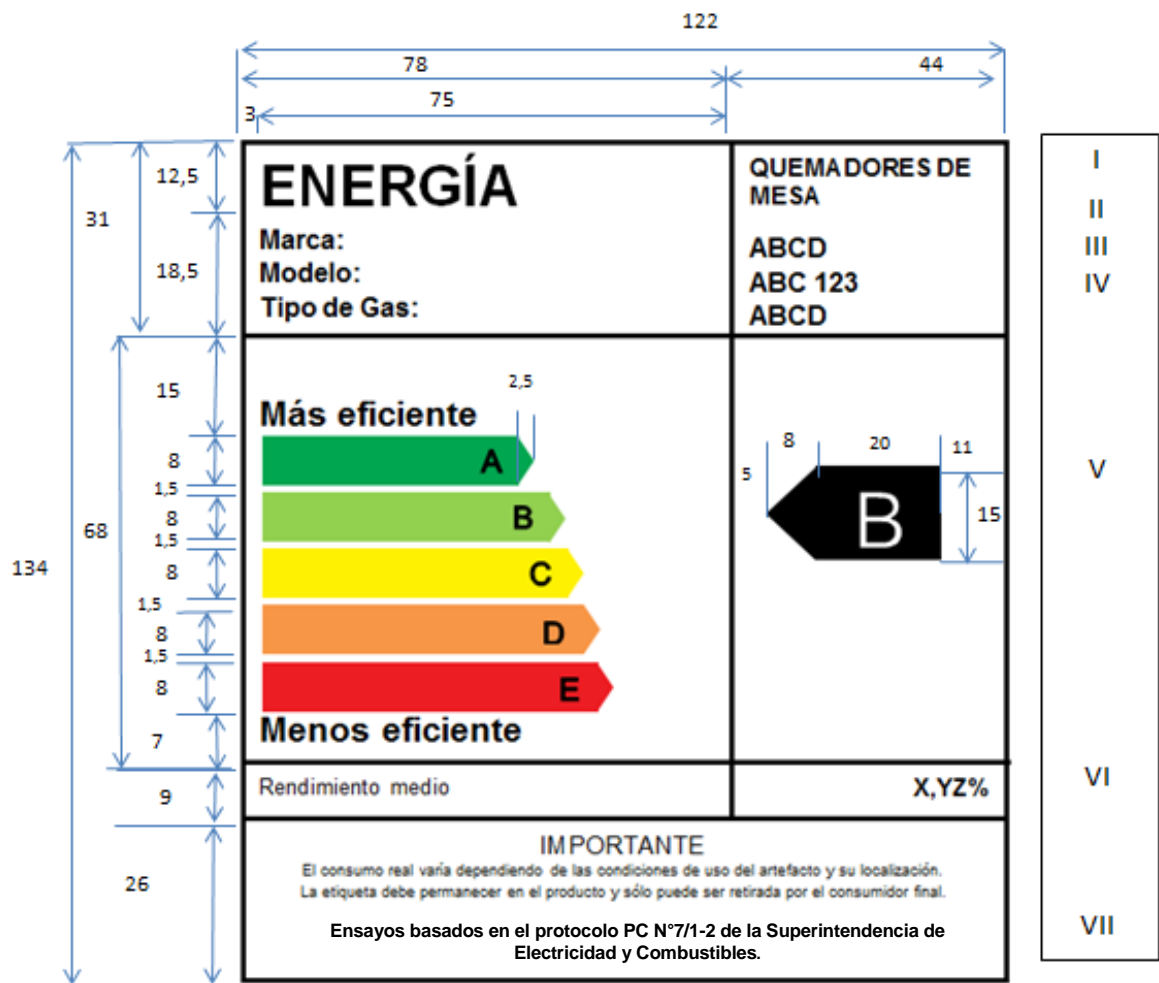 122
78 44
3 75
12,5
31
18,5
ENERGÍA
QUEMADORES DE
MESA
Marca: ABCD
Modelo: ABC 123
Tipo de Gas: ABCD
I
II
III
IV
15
2,5
Más eficiente
8
A
8 20 11
V
1,5
5
8
B
B
15
68
1,5
134
8
C
1,5
8
D
1,5
8
E
7
Menos eficiente
9
Rendimiento medio X,YZ%
VI
26
IMPORTANTE
El consumo real varía dependiendo de las condiciones de uso del artefacto y su localización.
La etiqueta debe permanecer en el producto y sólo puede ser retirada por el consumidor final.
Ensayos basados en el protocolo PC N°7/1-2 de la Superintendencia de
Electricidad y Combustibles.
VII